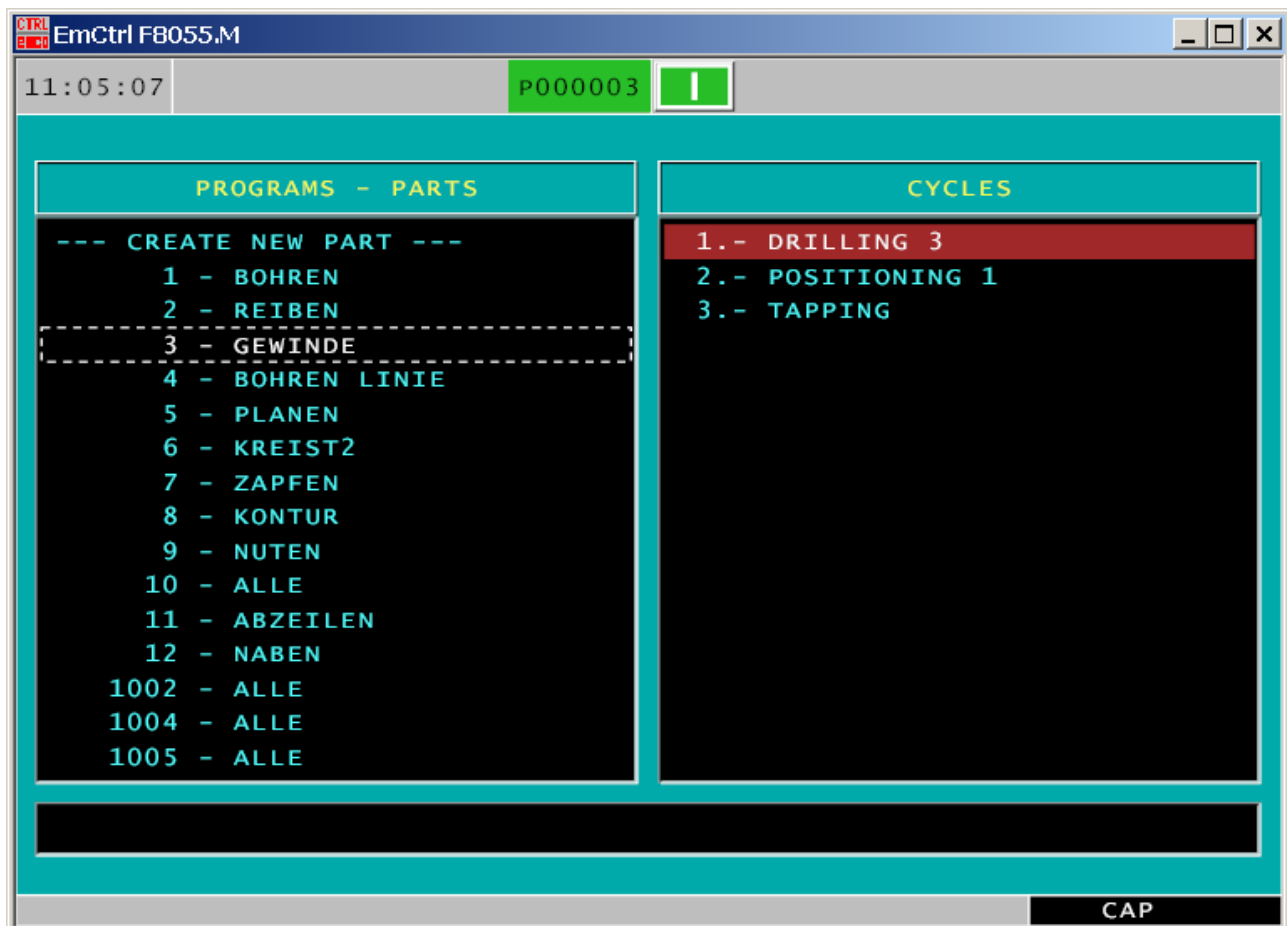 CTRL
EmCtrl F8055.M
11:05:07
P000003
PROGRAMS - PARTS
--- CREATE NEW PART ---
1 - BOHREN
2 - REIBEN
3 - GEWINDE
4 - BOHREN LINIE
5 - PLANEN
6 - KREIST2
7 - ZAPFEN
8 - KONTUR
9 - NUTEN
10 - ALLE
11 - ABZEILEN
12 - NABEN
1002 - ALLE
1004 - ALLE
1005 - ALLE
CYCLES
1.- DRILLING 3
2.- POSITIONING 1
3.- TAPPING
CAP